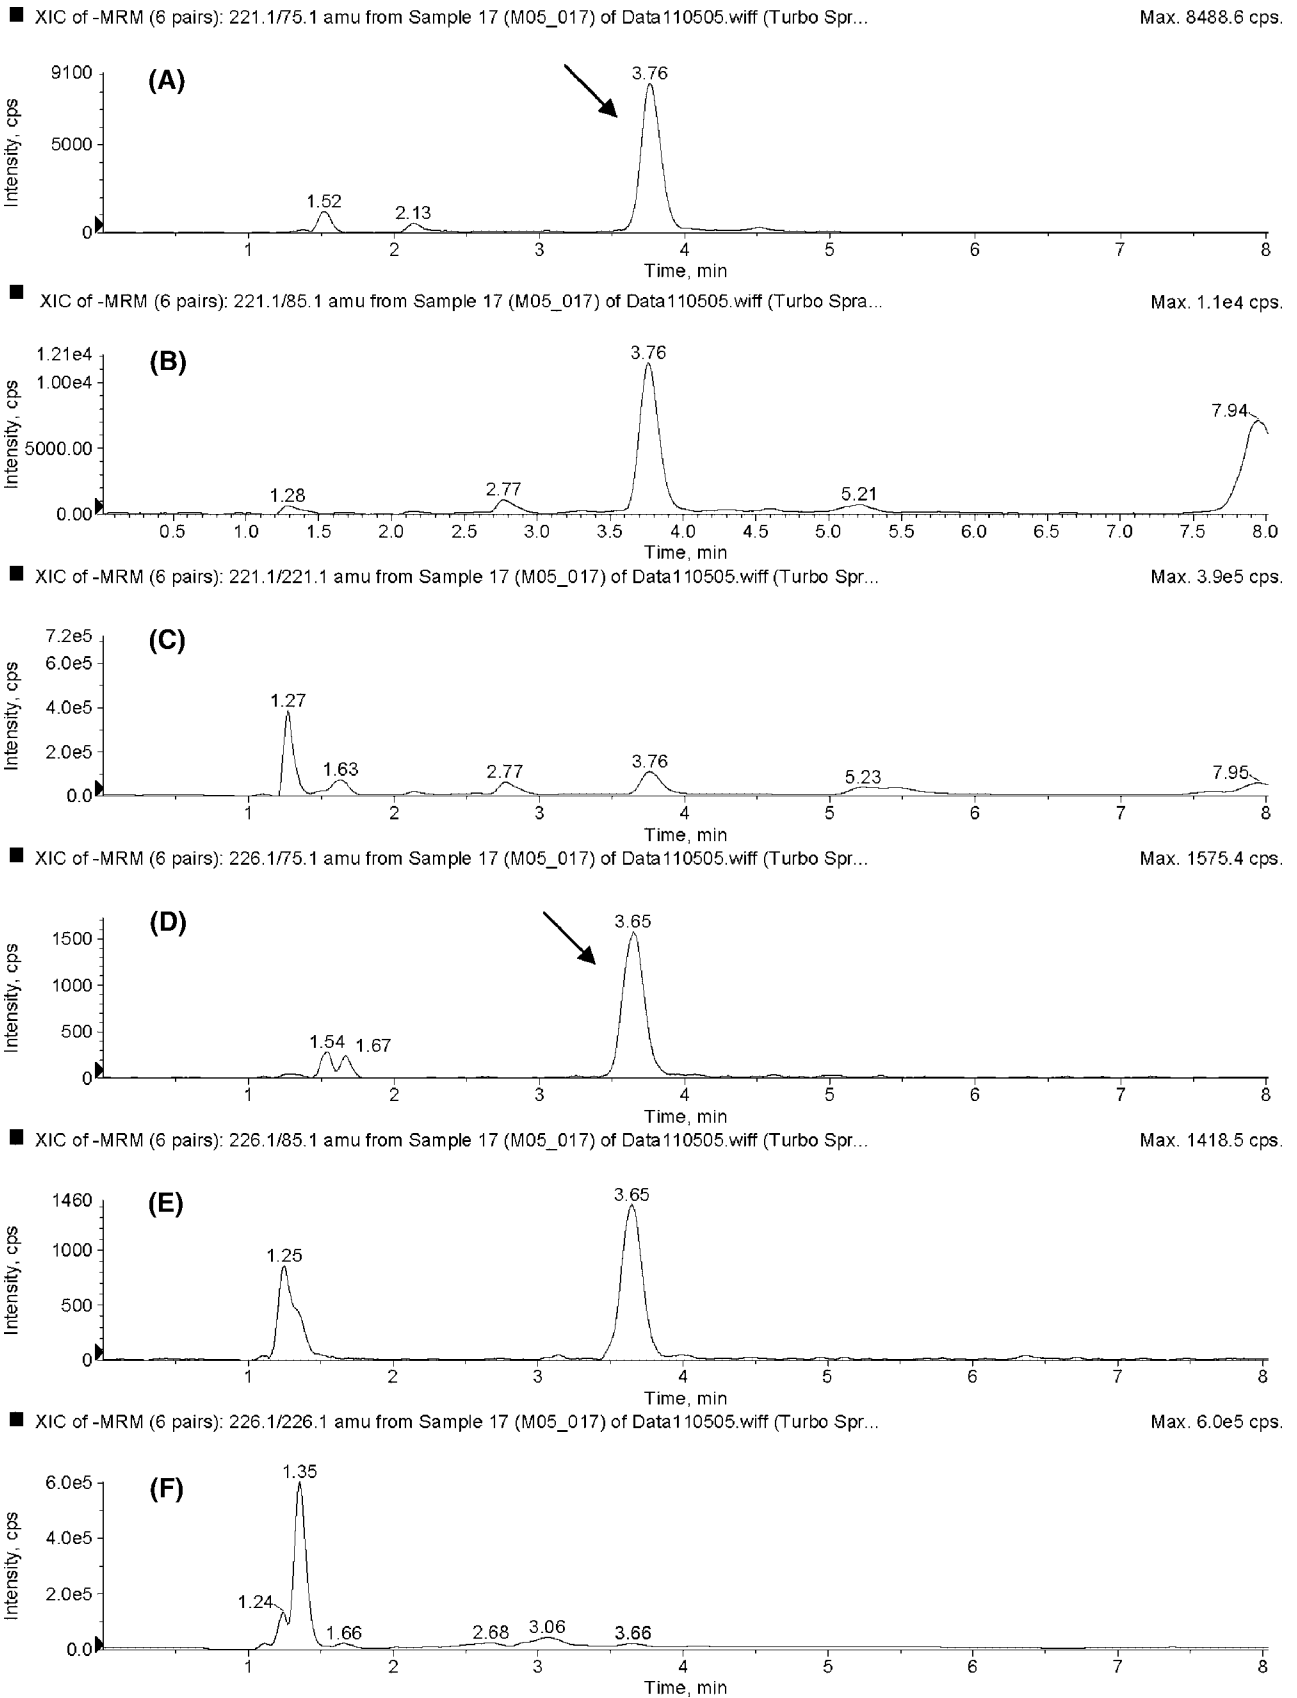 XIC of -MRM (6 pairs): 221.1/75.1 amu from Sample 17 (M05_017) of Data110505.wiff (Turbo Spr... Max. 8488.6 cps.
(A)
Intensity, cps
9100
5000
0
1.52
2.13
3.76
1 2 3 4 5 6 7 8
Time, min
XIC of -MRM (6 pairs): 221.1/85.1 amu from Sample 17 (M05_017) of Data110505.wiff (Turbo Spra... Max. 1.1e4 cps.
(B)
Intensity, cps
1.21e4
1.00e4
5000.00
0.00
1.28
2.77
3.76
5.21
7.94
0.5 1.0 1.5 2.0 2.5 3.0 3.5 4.0 4.5 5.0 5.5 6.0 6.5 7.0 7.5 8.0
Time, min
XIC of -MRM (6 pairs): 221.1/221.1 amu from Sample 17 (M05_017) of Data110505.wiff (Turbo Spr... Max. 3.9e5 cps.
(C)
Intensity, cps
7.2e5
6.0e5
4.0e5
2.0e5
0.0
1.27
1.63
2.77
3.76
5.23
7.95
1 2 3 4 5 6 7 8
Time, min
XIC of -MRM (6 pairs): 226.1/75.1 amu from Sample 17 (M05_017) of Data110505.wiff (Turbo Spr... Max. 1575.4 cps.
(D)
Intensity, cps
1500
1000
500
0
1.54
1.67
3.65
1 2 3 4 5 6 7 8
Time, min
XIC of -MRM (6 pairs): 226.1/85.1 amu from Sample 17 (M05_017) of Data110505.wiff (Turbo Spr... Max. 1418.5 cps.
(E)
Intensity, cps
1460
1000
500
0
1.25
3.65
1 2 3 4 5 6 7 8
Time, min
XIC of -MRM (6 pairs): 226.1/226.1 amu from Sample 17 (M05_017) of Data110505.wiff (Turbo Spr... Max. 6.0e5 cps.
(F)
Intensity, cps
6.0e5
4.0e5
2.0e5
0.0
1.24
1.35
1.66
2.68
3.06
3.66
1 2 3 4 5 6 7 8
Time, min